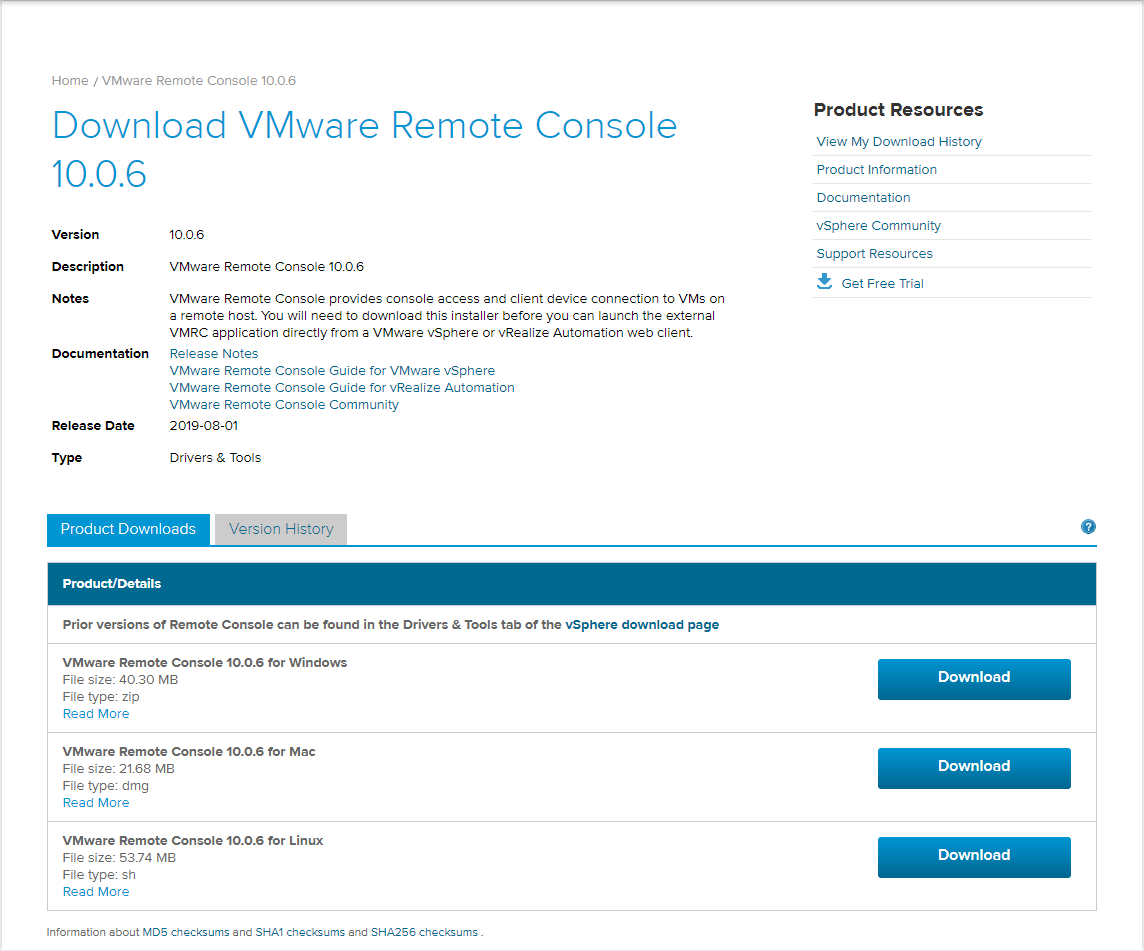 Home / VMware Remote Console 10.0.6
Download VMware Remote Console
10.0.6
Version 10.0.6
Description VMware Remote Console 10.0.6
Notes VMware Remote Console provides console access and client device connection to VMs on
a remote host. You will need to download this installer before you can launch the external
VMRC application directly from a VMware vSphere or vRealize Automation web client.
Documentation Release Notes
VMware Remote Console Guide for VMware vSphere
VMware Remote Console Guide for vRealize Automation
VMware Remote Console Community
Release Date 2019-08-01
Type Drivers & Tools
Product Resources
View My Download History
Product Information
Documentation
vSphere Community
Support Resources
Get Free Trial
Product Downloads Version History ?
Product/Details
Prior versions of Remote Console can be found in the Drivers & Tools tab of the vSphere download page
VMware Remote Console 10.0.6 for Windows
File size: 40.30 MB
File type: zip
Read More
Download
VMware Remote Console 10.0.6 for Mac
File size: 21.68 MB
File type: dmg
Read More
Download
VMware Remote Console 10.0.6 for Linux
File size: 53.74 MB
File type: sh
Read More
Download
Information about MD5 checksums and SHA1 checksums and SHA256 checksums .